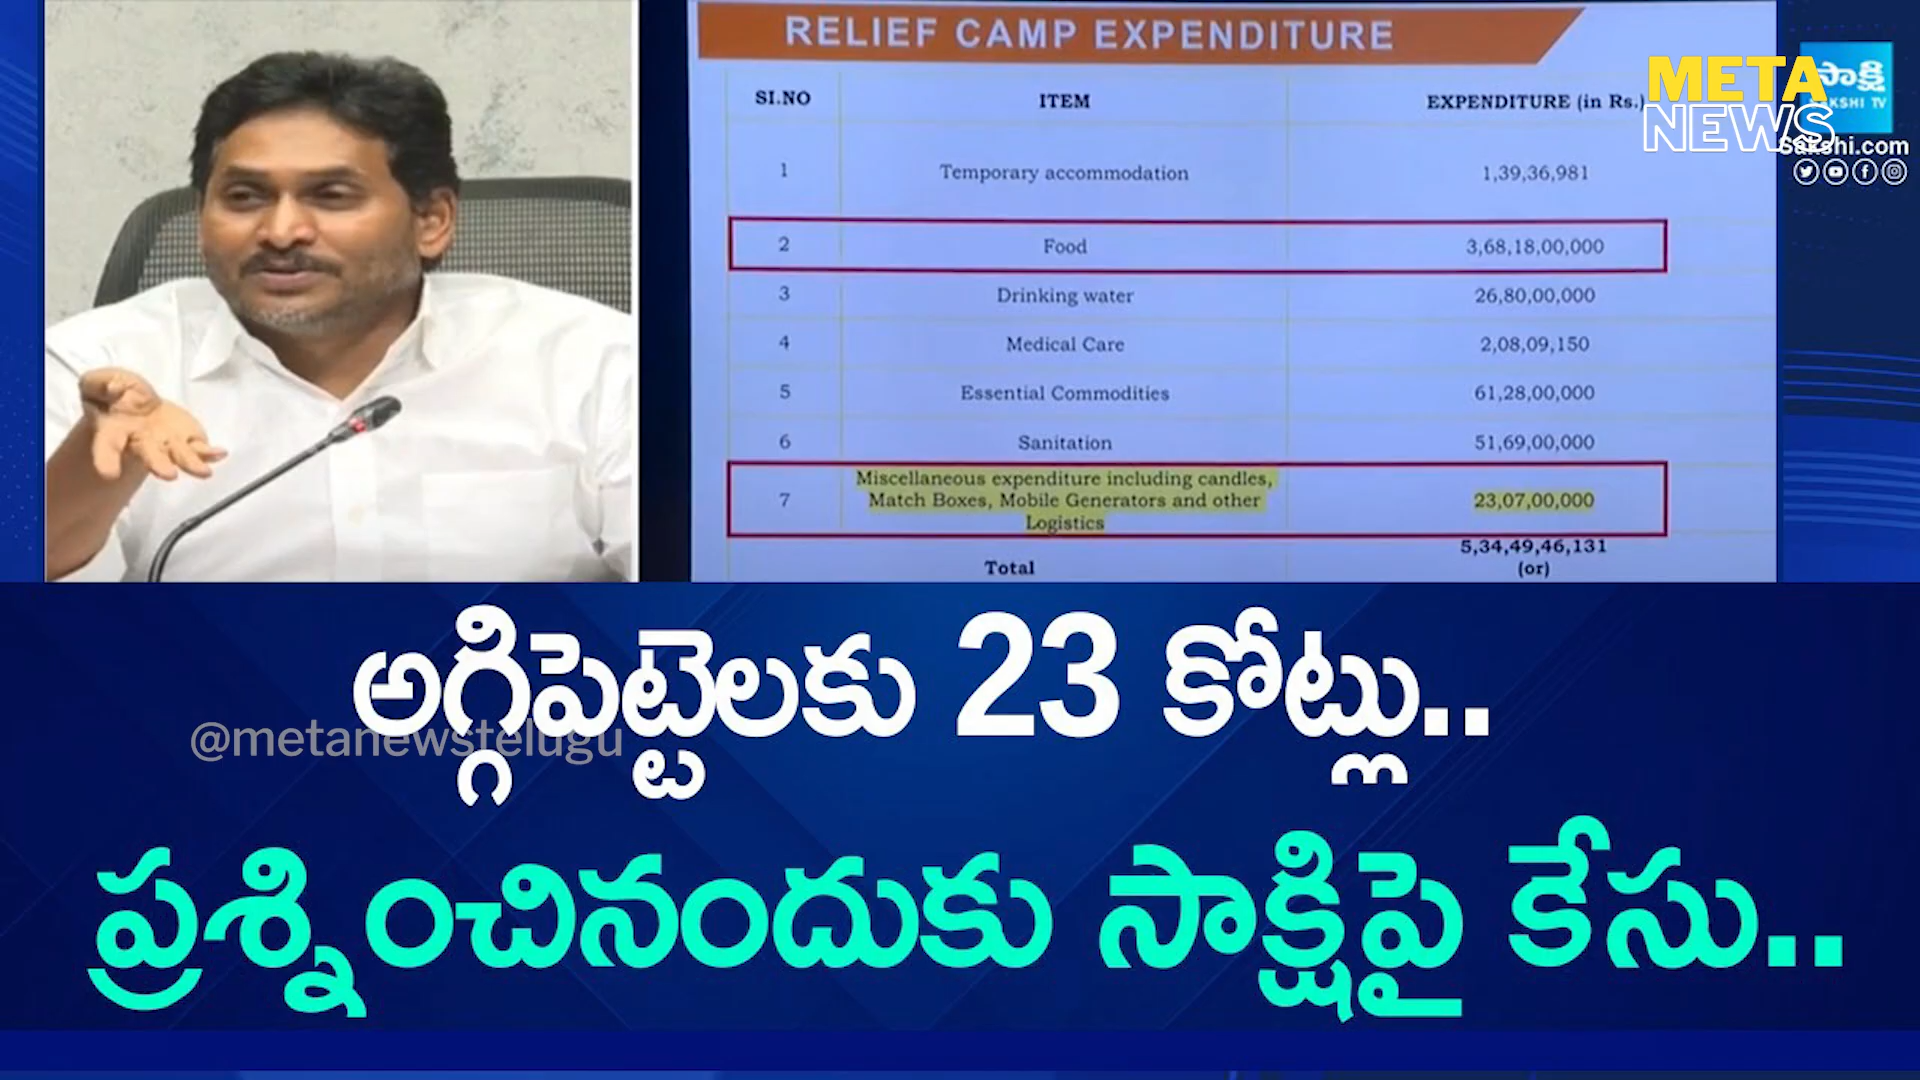 RELIEF CAMP EXPENDITURE
SI.NO ITEM EXPENDITURE (in Rs.)
1 Temporary accommodation 1,39,36,981
2 Food 3,68,18,00,000
3 Drinking water 26,80,00,000
4 Medical Care 2,08,09,150
5 Essential Commodities 61,28,00,000
6 Sanitation 51,69,00,000
7 Miscellaneous expenditure including candles, 23,07,00,000
Match Boxes, Mobile Generators and other
Logistics
Total 5,34,49,46,131
(or)
META
NEWS
సాక్షి
SAKSHI TV
Sakshi.com
అగ్గిపెట్టెలకు 23 కోట్లు..
@metanewstelugu
ప్రశ్నించినందుకు సాక్షిపై కేసు..